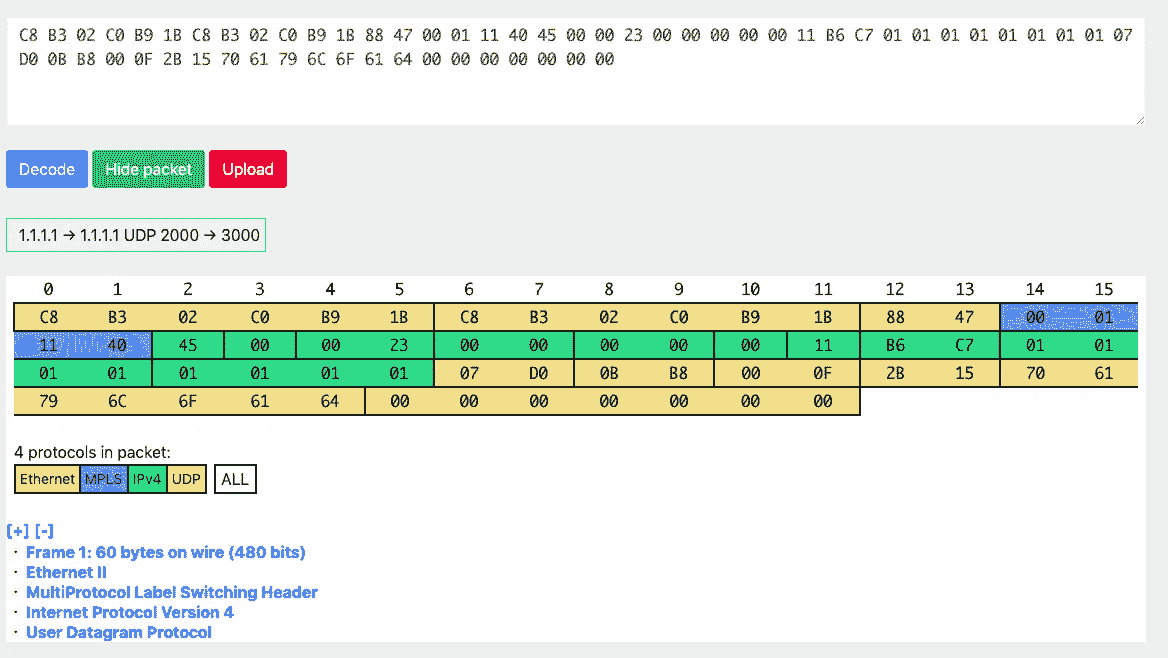 C8 B3 02 C0 B9 1B C8 B3 02 C0 B9 1B 88 47 00 01 11 40 45 00 00 23 00 00 00 00 00 11 B6 C7 01 01 01 01 01 01 01 01 07
D0 0B B8 00 0F 2B 15 70 61 79 6C 6F 61 64 00 00 00 00 00 00 00
Decode Hide packet Upload
1.1.1.1 → 1.1.1.1 UDP 2000 → 3000
0 1 2 3 4 5 6 7 8 9 10 11 12 13 14 15
C8 B3 02 C0 B9 1B C8 B3 02 C0 B9 1B 88 47 00 01
11 40 45 00 00 23 00 00 00 00 00 11 B6 C7 01 01
01 01 01 01 01 01 07 D0 0B B8 00 0F 2B 15 70 61
79 6C 6F 61 64 00 00 00 00 00 00 00
4 protocols in packet:
Ethernet MPLS IPv4 UDP ALL
[+] [-]
· Frame 1: 60 bytes on wire (480 bits)
· Ethernet II
· MultiProtocol Label Switching Header
· Internet Protocol Version 4
· User Datagram Protocol